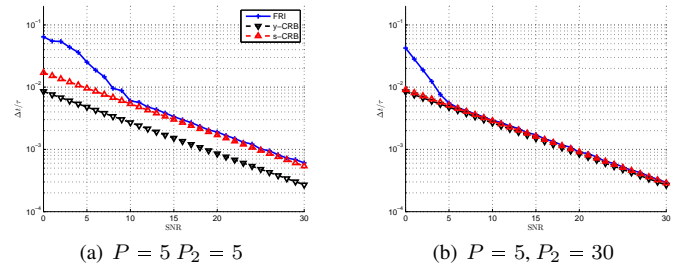 10⁻¹
10⁻²
10⁻³
10⁻⁴
Δt/τ
FRI
y−CRB
s−CRB
0 5 10 15 20 25 30
SNR
(a) P = 5 P₂ = 5
10⁻¹
10⁻²
10⁻³
10⁻⁴
Δt/τ
0 5 10 15 20 25 30
SNR
(b) P = 5, P₂ = 30